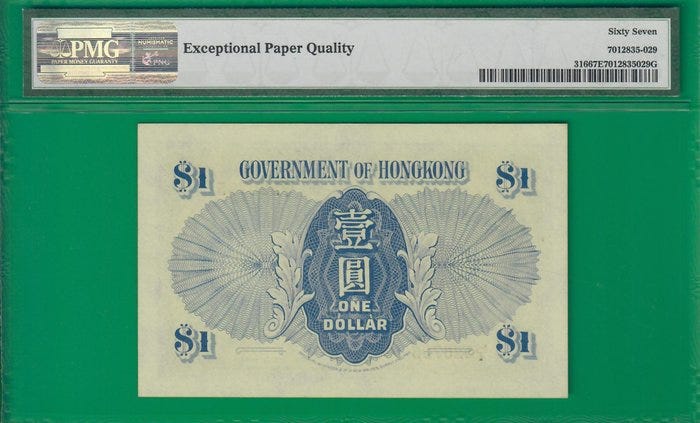 PMG
PAPER MONEY GUARANTY
NUMISMATIC
PNG
Exceptional Paper Quality
Sixty Seven
7012835-029
31667E7012835029G
$1
GOVERNMENT OF HONGKONG
$1
壹
圓
ONE
DOLLAR
$1
$1